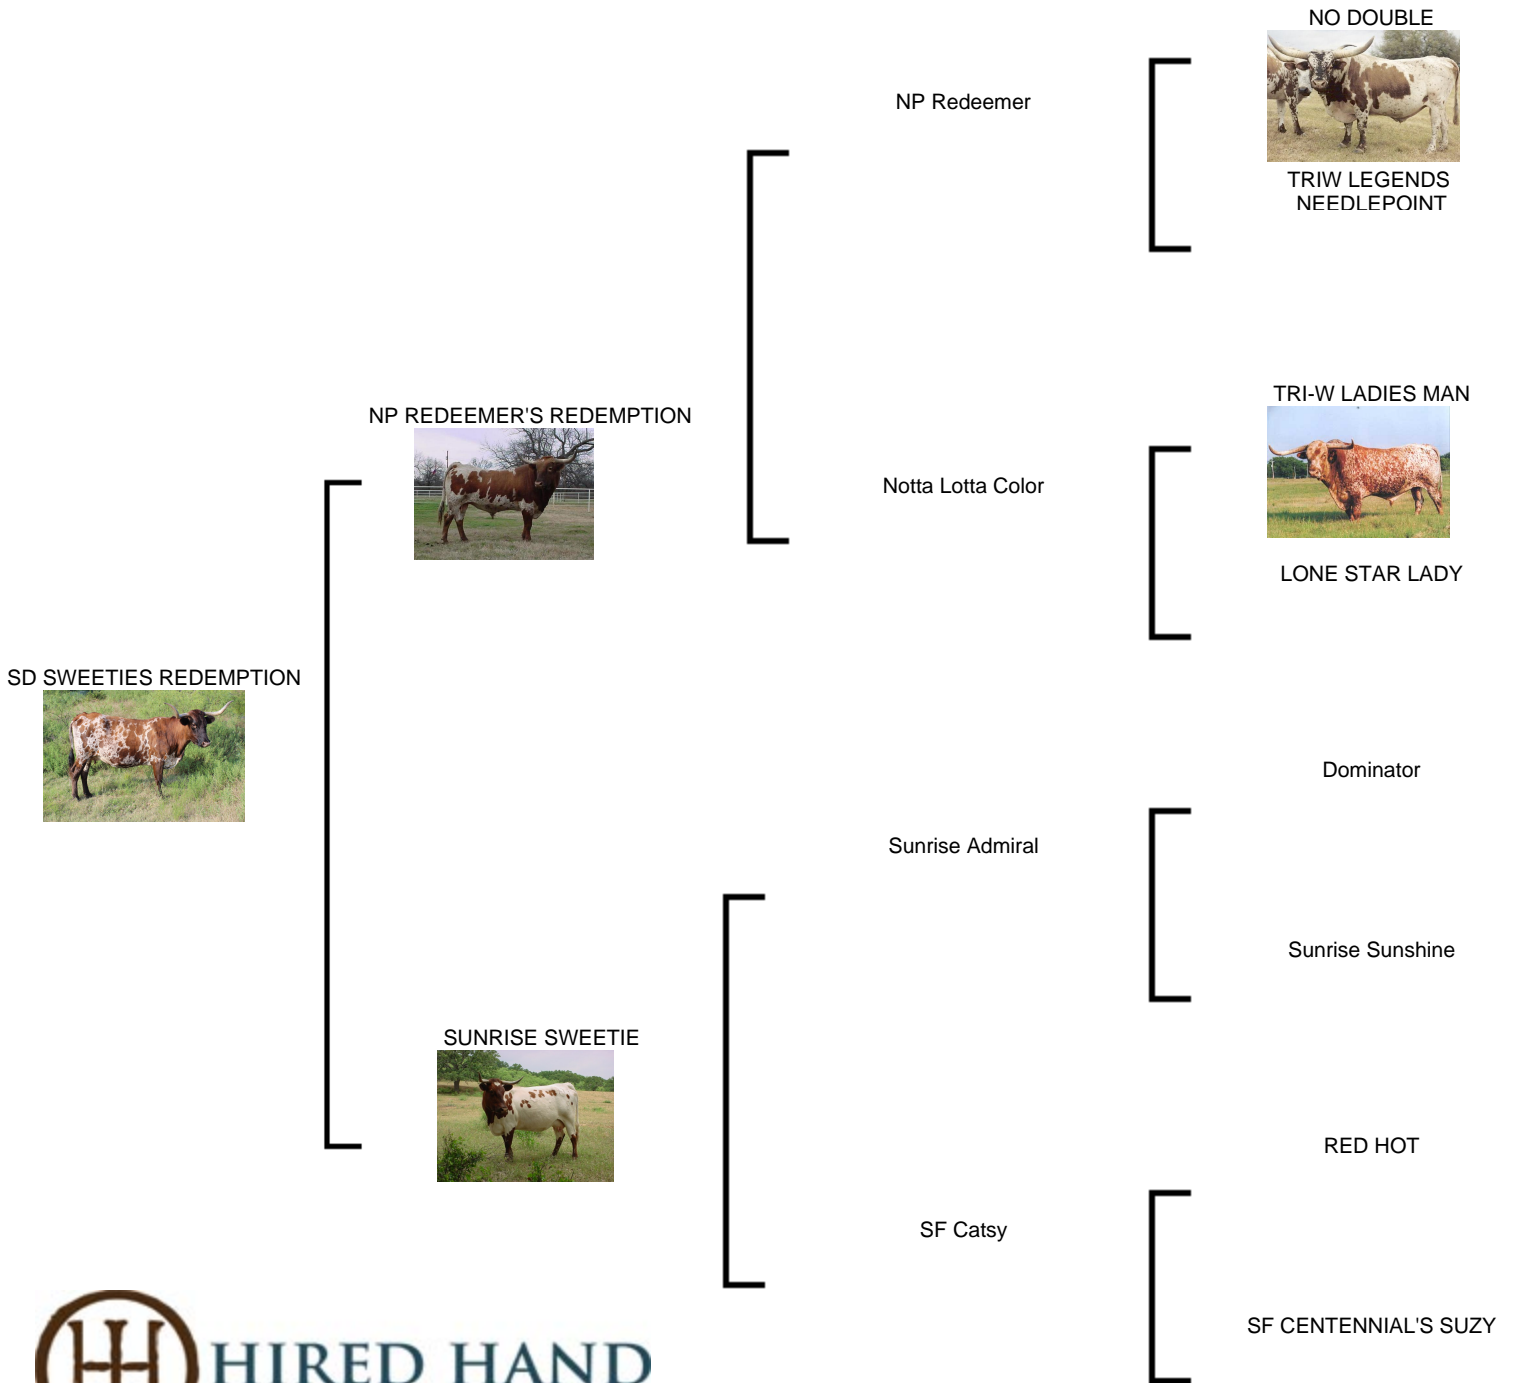 NO DOUBLE
NP Redeemer
TRIW LEGENDS
NEEDLEPOINT
TRI-W LADIES MAN
NP REDEEMER'S REDEMPTION
Notta Lotta Color
LONE STAR LADY
SD SWEETIES REDEMPTION
Dominator
Sunrise Admiral
Sunrise Sunshine
SUNRISE SWEETIE
RED HOT
SF Catsy
SF CENTENNIAL'S SUZY
HIRED HAND